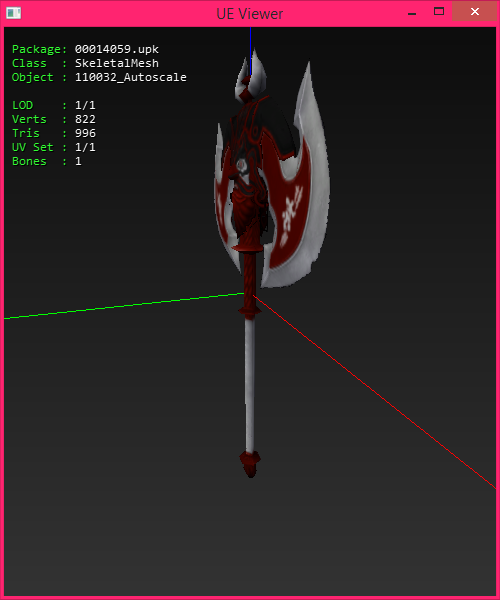 UE Viewer
Package: 00014059.upk
Class : SkeletalMesh
Object : 110032_Autoscale
LOD : 1/1
Verts : 822
Tris : 996
UV Set : 1/1
Bones : 1